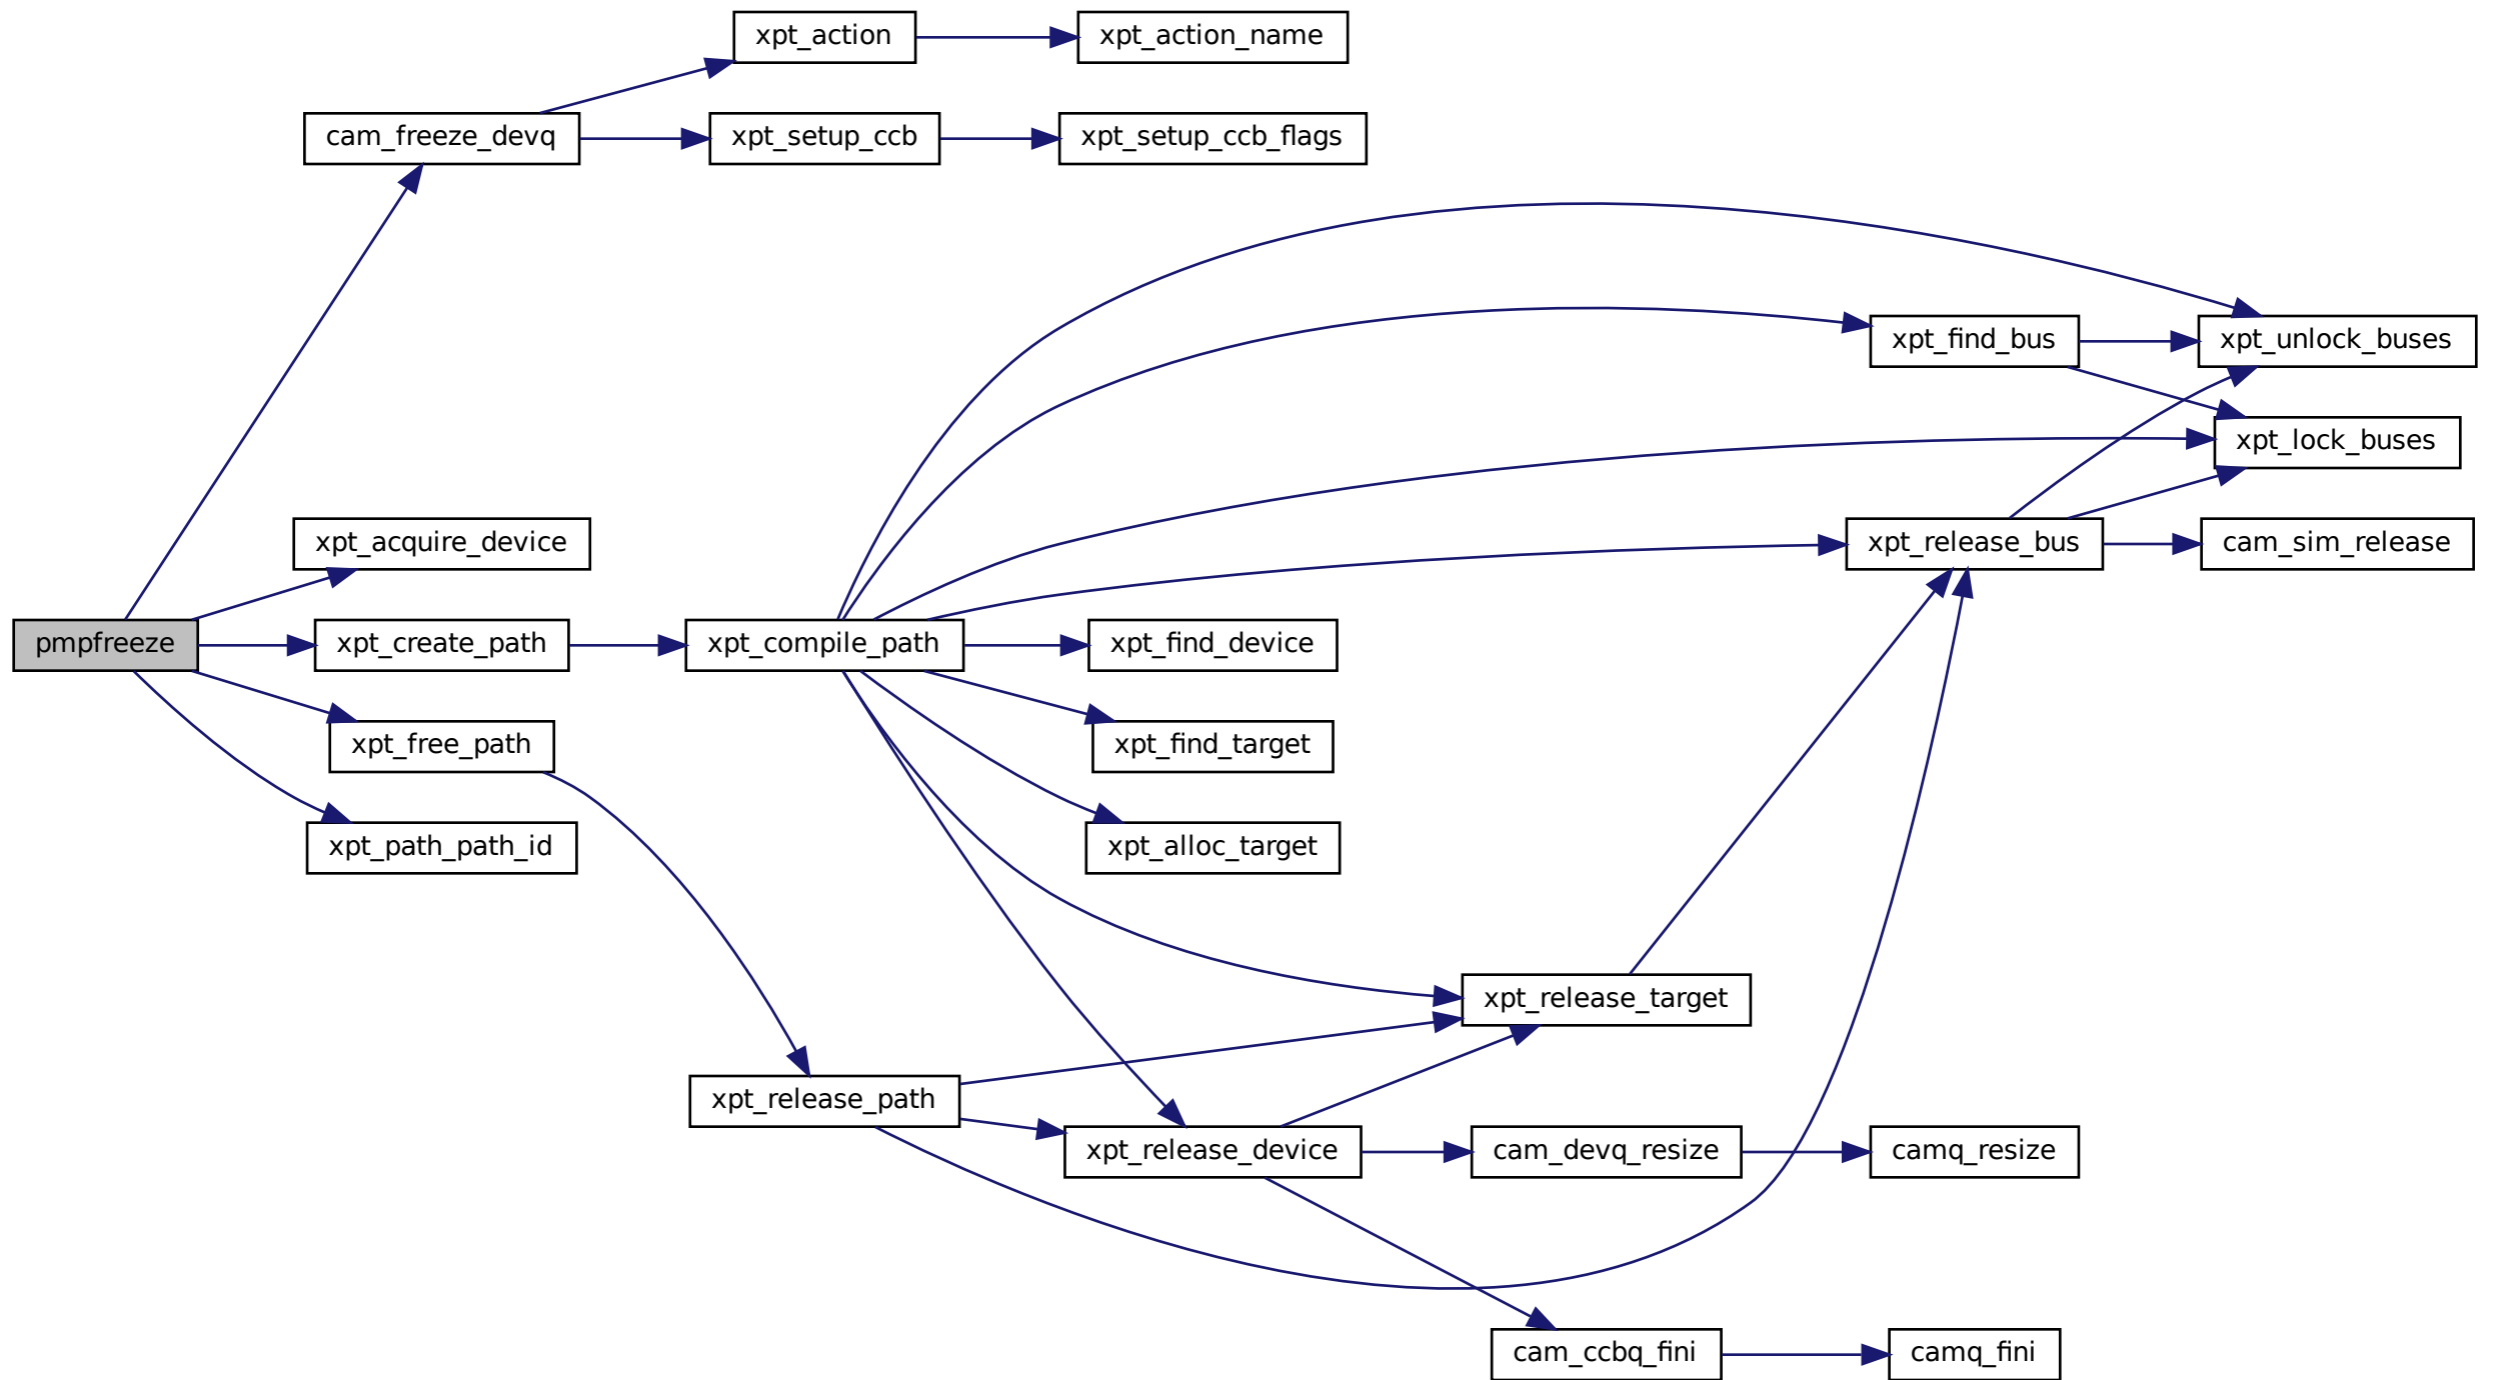 xpt_action
xpt_action_name
cam_freeze_devq
xpt_setup_ccb
xpt_setup_ccb_flags
xpt_find_bus
xpt_unlock_buses
xpt_lock_buses
xpt_acquire_device
xpt_release_bus
cam_sim_release
pmpfreeze
xpt_create_path
xpt_compile_path
xpt_find_device
xpt_free_path
xpt_find_target
xpt_path_path_id
xpt_alloc_target
xpt_release_target
xpt_release_path
xpt_release_device
cam_devq_resize
camq_resize
cam_ccbq_fini
camq_fini